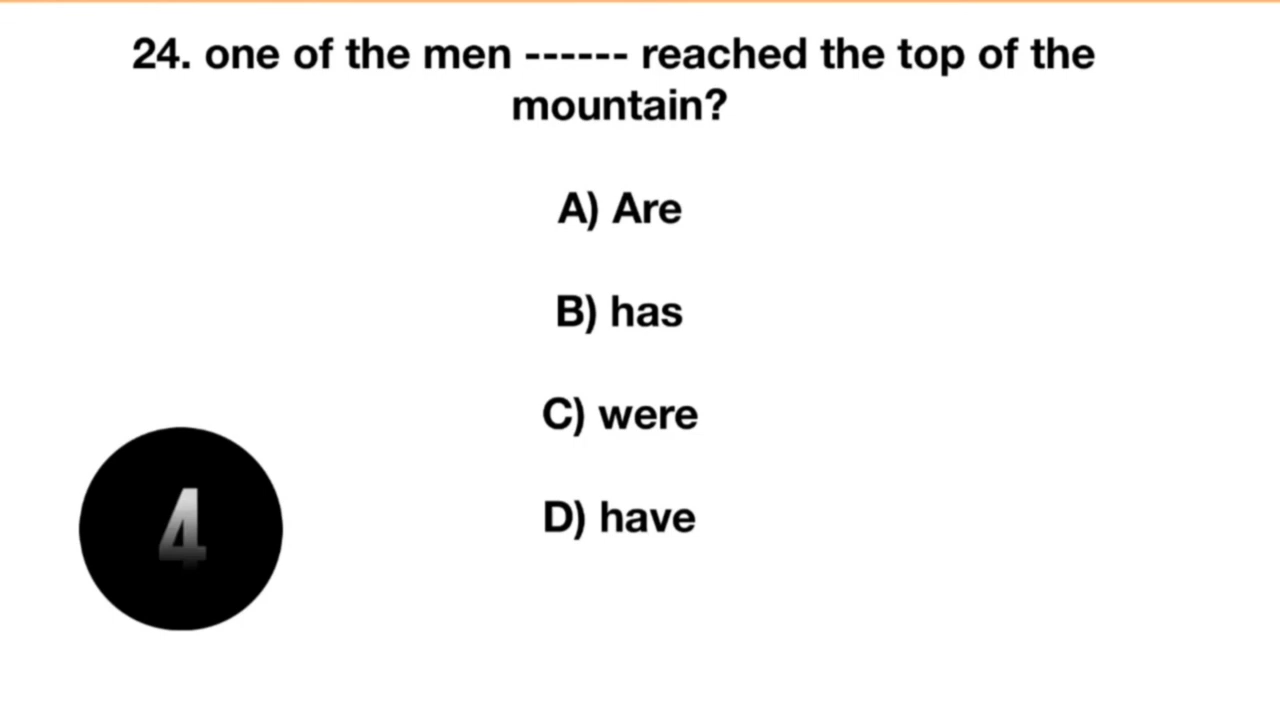 24. one of the men ------ reached the top of the
mountain?
A) Are
B) has
C) were
D) have
4